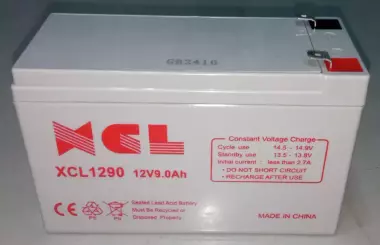 GB3416
XCL
XCL1290 12V9.0Ah
Constant Voltage Charge
Cycle use : 14.5 - 14.9V
Standby use : 13.5 - 13.8V
Initial current : less than 2.7A
• DO NOT SHORT CIRCUIT
• RECHARGE AFTER USE
Sealed Lead Acid Battery
Must Be Recycled or
Disposed Properly
MADE IN CHINA